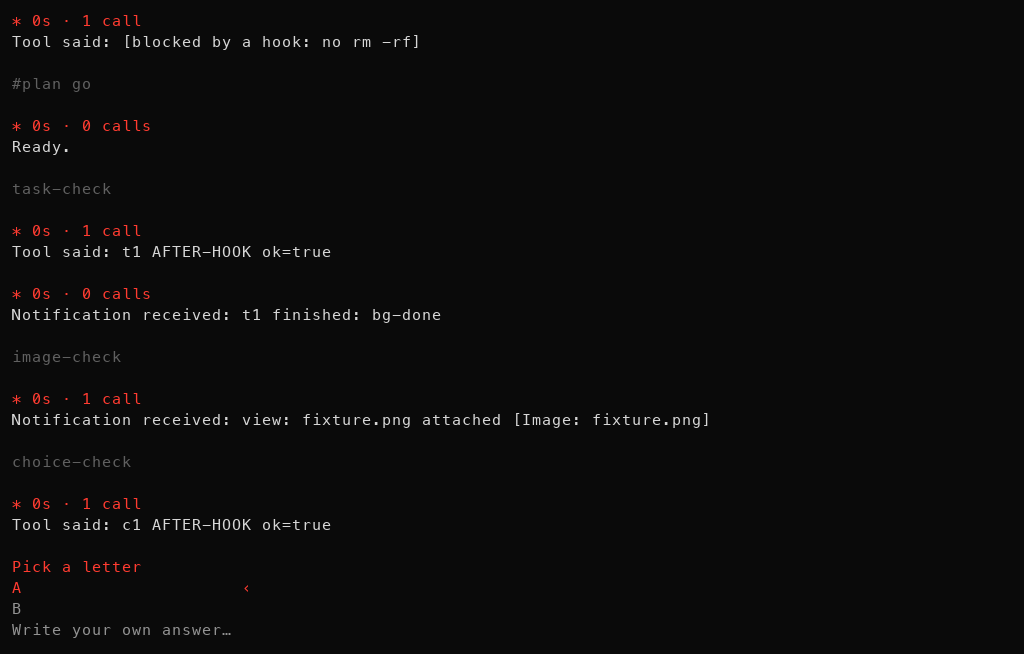 * 0s · 1 call
Tool said: [blocked by a hook: no rm -rf]
#plan go
* 0s · 0 calls
Ready.
task-check
* 0s · 1 call
Tool said: t1 AFTER-HOOK ok=true
* 0s · 0 calls
Notification received: t1 finished: bg-done
image-check
* 0s · 1 call
Notification received: view: fixture.png attached [Image: fixture.png]
choice-check
* 0s · 1 call
Tool said: c1 AFTER-HOOK ok=true
Pick a letter
A ‹
B
Write your own answer…